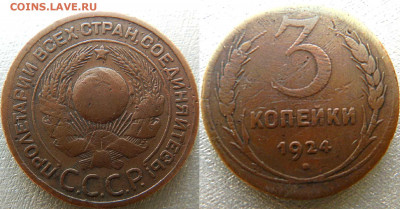 COINS.LAVE.RU
ПРОЛЕТАРИИ ВСЕХ СТРАН, СОЕДИНЯЙТЕСЬ!
С.С.С.Р.
3
КОПЕЙКИ
1924